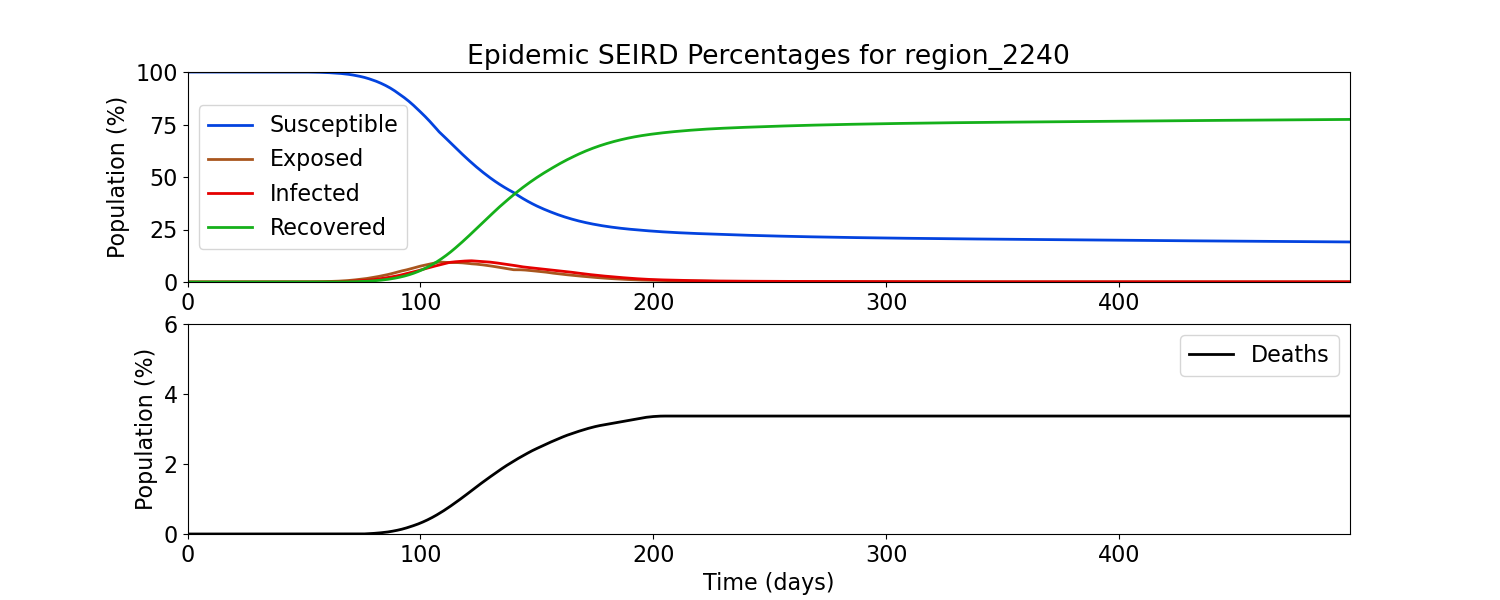 Epidemic SEIRD Percentages for region_2240
Population (%)
100
75
50
25
0
Susceptible
Exposed
Infected
Recovered
0 100 200 300 400
Population (%)
6
4
2
0
Deaths
0 100 200 300 400
Time (days)